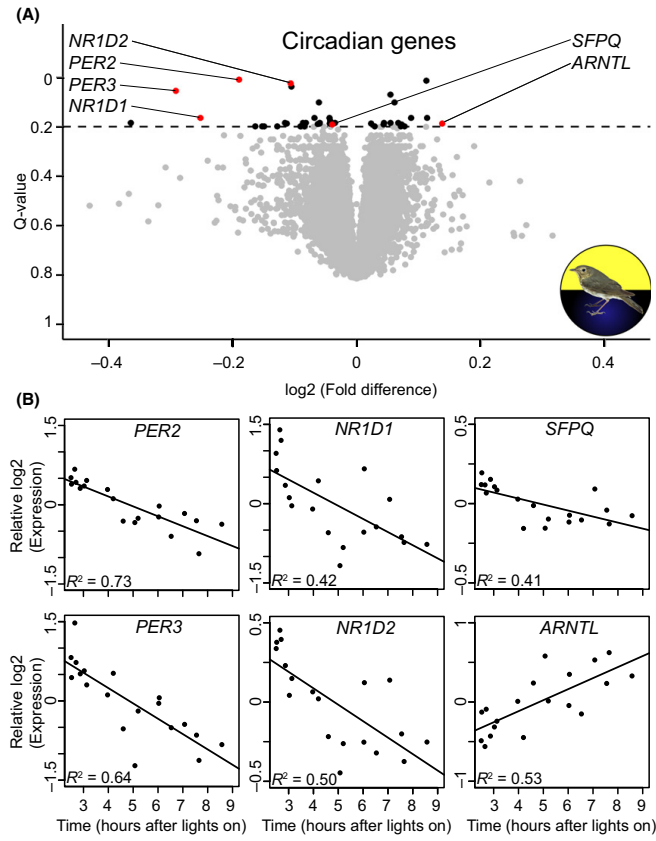 (A)
Circadian genes
NR1D2
PER2
PER3
NR1D1
SFPQ
ARNTL
Q-value
0
0.2
0.4
0.6
0.8
1
−0.4 −0.2 0 0.2 0.4
log2 (Fold difference)
(B)
Relative log2
(Expression)
1.5
0
−1.5
PER2
R² = 0.73
1.5
0
−1.5
NR1D1
R² = 0.42
0.5
0
−0.5
SFPQ
R² = 0.41
Relative log2
(Expression)
1.5
0
−1.5
PER3
R² = 0.64
3 4 5 6 7 8 9
Time (hours after lights on)
0.5
0
−0.5
NR1D2
R² = 0.50
3 4 5 6 7 8 9
Time (hours after lights on)
1
0
−1
ARNTL
R² = 0.53
3 4 5 6 7 8 9
Time (hours after lights on)